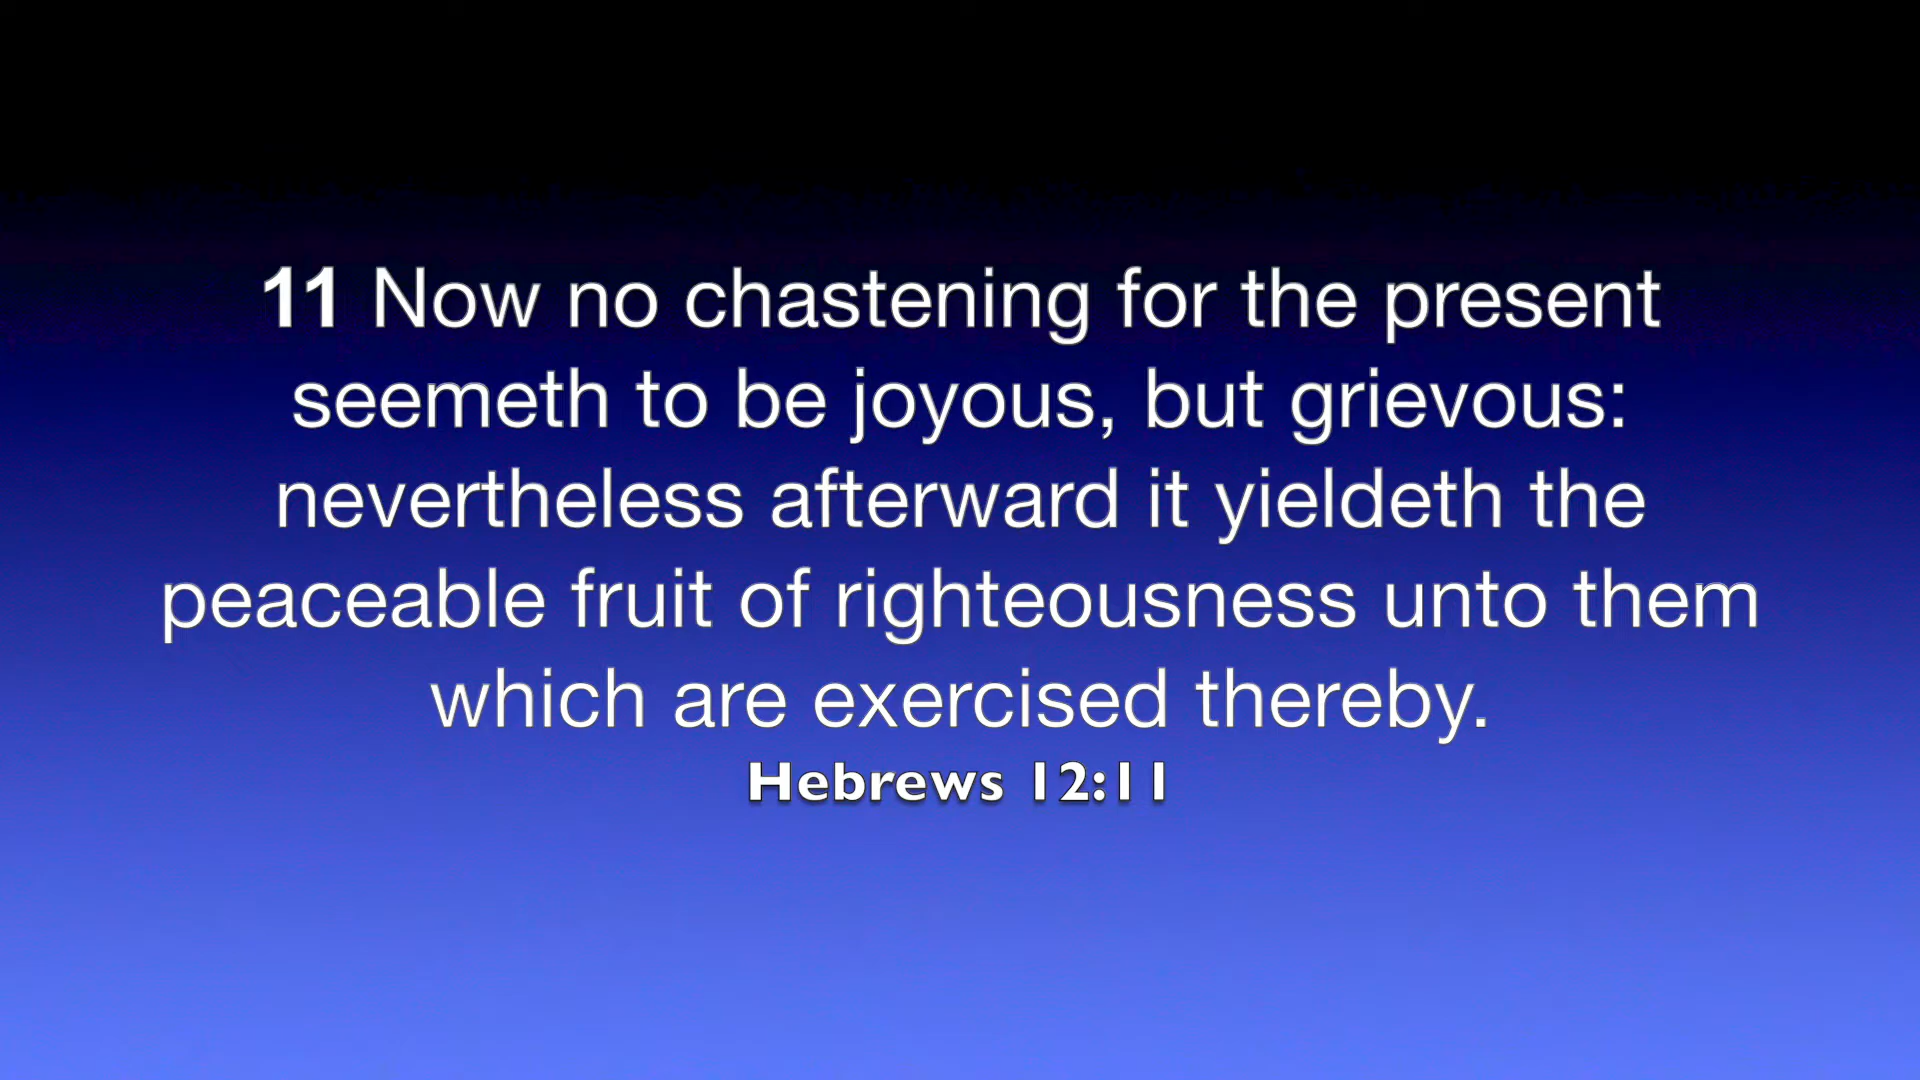 11 Now no chastening for the present
seemeth to be joyous, but grievous:
nevertheless afterward it yieldeth the
peaceable fruit of righteousness unto them
which are exercised thereby.
Hebrews 12:11